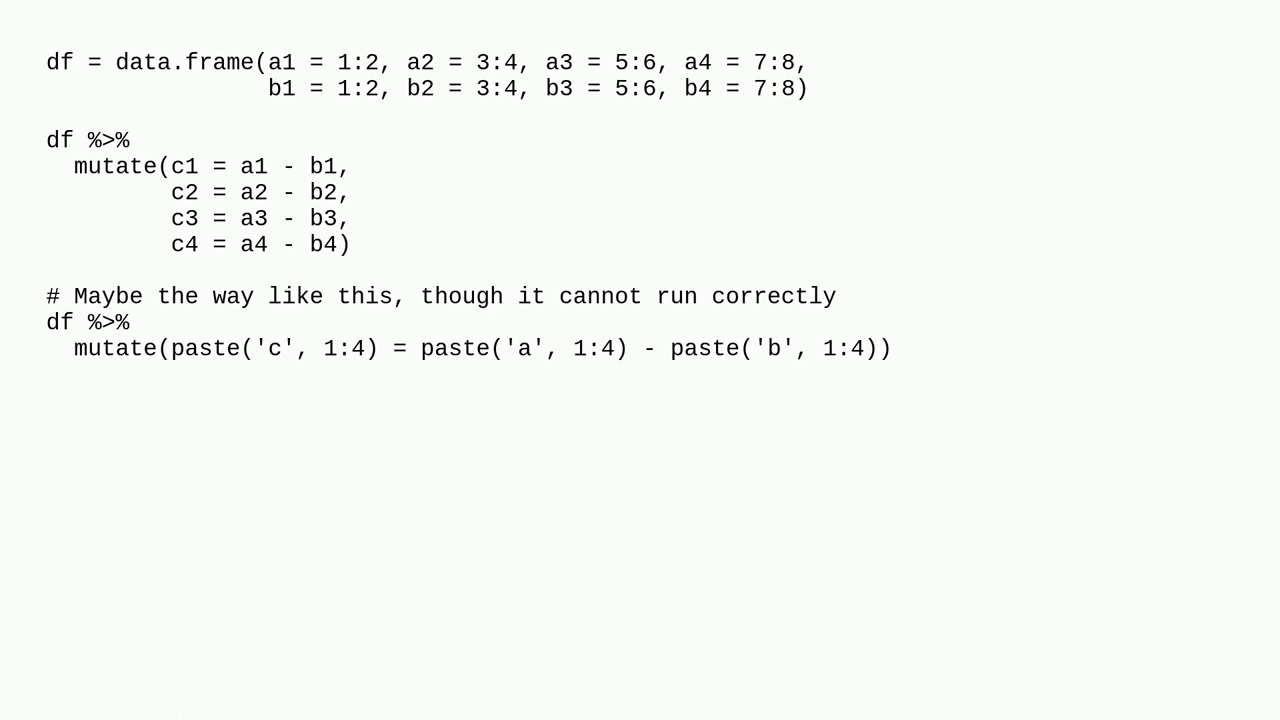 df = data.frame(a1 = 1:2, a2 = 3:4, a3 = 5:6, a4 = 7:8,
                b1 = 1:2, b2 = 3:4, b3 = 5:6, b4 = 7:8)

df %>%
  mutate(c1 = a1 - b1,
         c2 = a2 - b2,
         c3 = a3 - b3,
         c4 = a4 - b4)

# Maybe the way like this, though it cannot run correctly
df %>%
  mutate(paste('c', 1:4) = paste('a', 1:4) - paste('b', 1:4))